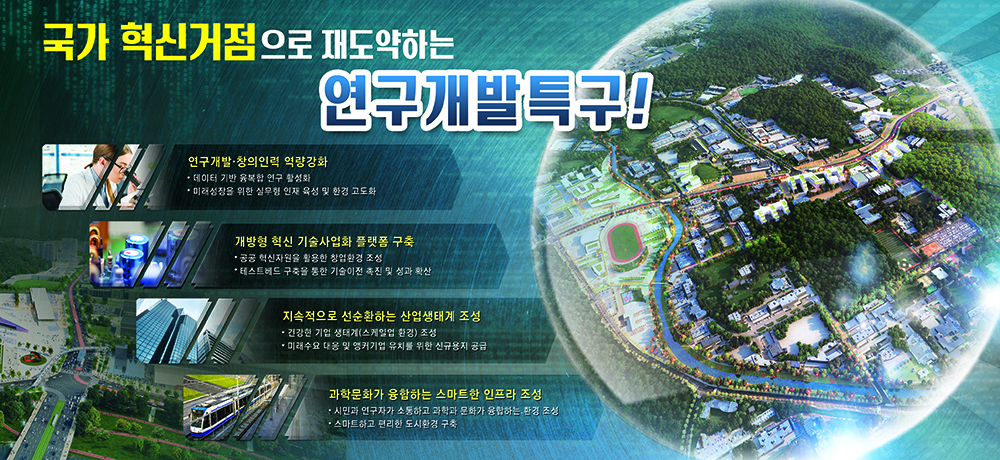 국가 혁신거점으로 재도약하는
연구개발특구!
연구개발·창의인력 역량강화
• 데이터 기반 융복합 연구 활성화
• 미래성장을 위한 실무형 인재 육성 및 환경 고도화
개방형 혁신 기술사업화 플랫폼 구축
• 공공 혁신자원을 활용한 창업환경 조성
• 테스트베드 구축을 통한 기술이전 촉진 및 성과 확산
지속적으로 선순환하는 산업생태계 조성
• 건강한 기업 생태계(스케일업 환경) 조성
• 미래수요 대응 및 앵커기업 유치를 위한 신규용지 공급
과학문화가 융합하는 스마트한 인프라 조성
• 시민과 연구자가 소통하고 과학과 문화가 융합하는 환경 조성
• 스마트하고 편리한 도시환경 구축